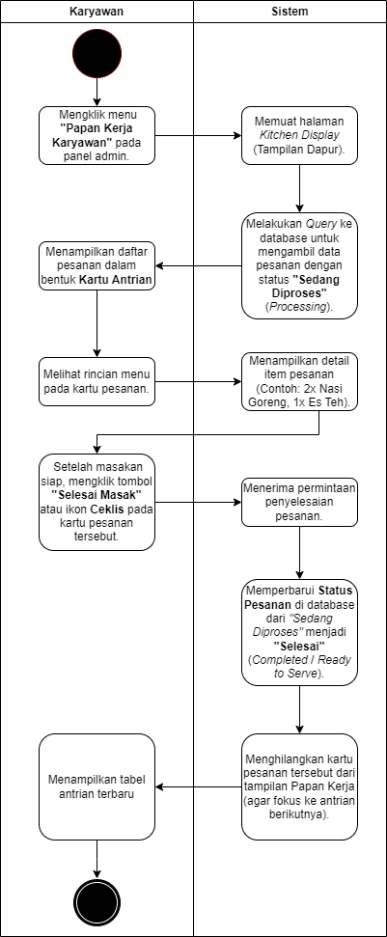 Karyawan
Sistem
Mengklik menu
"Papan Kerja
Karyawan" pada
panel admin.
Memuat halaman
Kitchen Display
(Tampilan Dapur).
Melakukan Query ke
database untuk
mengambil data
pesanan dengan
status "Sedang
Diproses"
(Processing).
Menampilkan daftar
pesanan dalam
bentuk Kartu Antrian
Melihat rincian menu
pada kartu pesanan.
Menampilkan detail
item pesanan
(Contoh: 2x Nasi
Goreng, 1x Es Teh).
Setelah masakan
siap, mengklik tombol
"Selesai Masak"
atau ikon Ceklis pada
kartu pesanan
tersebut.
Menerima permintaan
penyelesaian
pesanan.
Memperbarui Status
Pesanan di database
dari "Sedang
Diproses" menjadi
"Selesai"
(Completed / Ready
to Serve).
Menghilangkan kartu
pesanan tersebut dari
tampilan Papan Kerja
(agar fokus ke antrian
berikutnya).
Menampilkan tabel
antrian terbaru